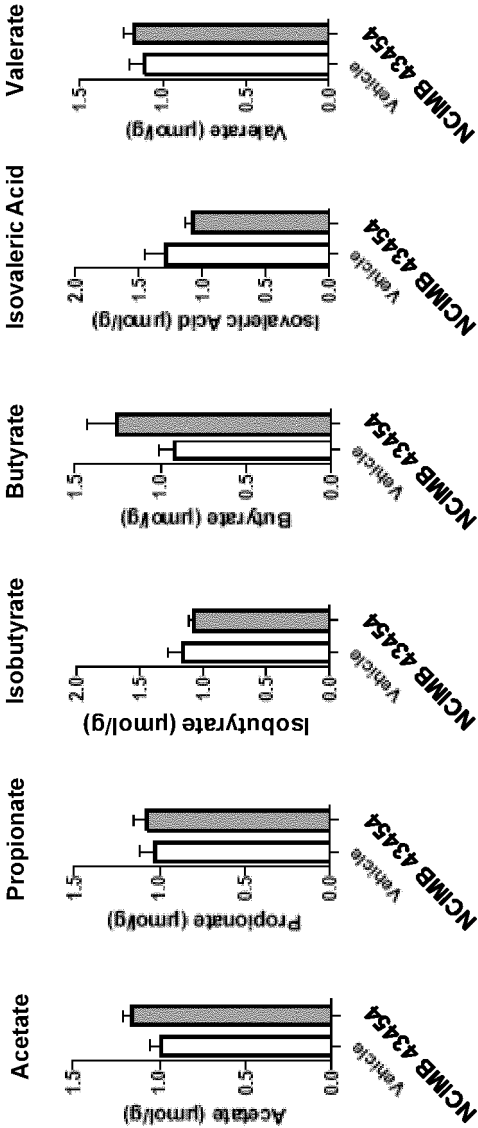 Acetate
Acetate (µmol/g)
1.5
1.0
0.5
0.0
Vehicle
NCIMB 43454
Propionate
Propionate (µmol/g)
1.5
1.0
0.5
0.0
Vehicle
NCIMB 43454
Isobutyrate
Isobutyrate (µmol/g)
2.0
1.5
1.0
0.5
0.0
Vehicle
NCIMB 43454
Butyrate
Butyrate (µmol/g)
1.5
1.0
0.5
0.0
Vehicle
NCIMB 43454
Isovaleric Acid
Isovaleric Acid (µmol/g)
2.0
1.5
1.0
0.5
0.0
Vehicle
NCIMB 43454
Valerate
Valerate (µmol/g)
1.5
1.0
0.5
0.0
Vehicle
NCIMB 43454